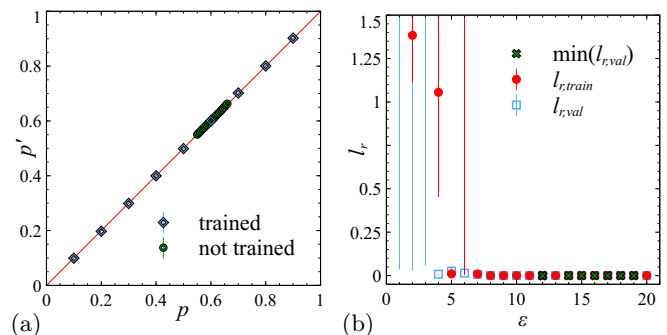 1
0.8
0.6
0.4
0.2
0
p'
0 0.2 0.4 0.6 0.8 1
p
trained
not trained
(a)
1.5
1.25
1
0.75
0.5
0.25
0
l_r
0 5 10 15 20
ε
min(l_{r,val})
l_{r,train}
l_{r,val}
(b)